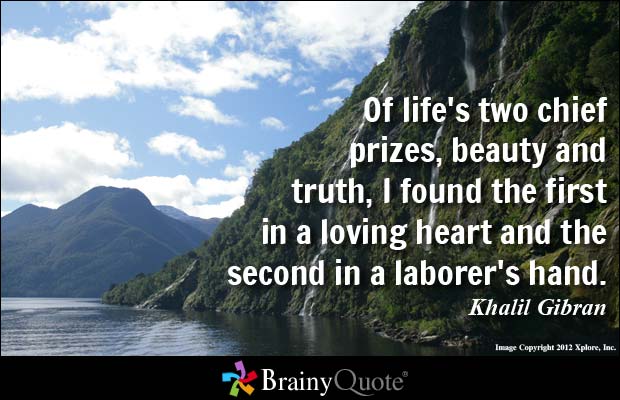 Of life's two chief
prizes, beauty and
truth, I found the first
in a loving heart and the
second in a laborer's hand.
Khalil Gibran
Image Copyright 2012 Xplore, Inc.
BrainyQuote®